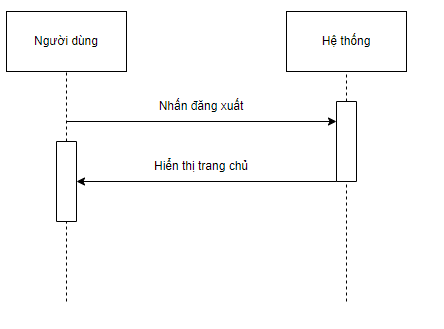 Người dùng
Hệ thống
Nhấn đăng xuất
Hiển thị trang chủ